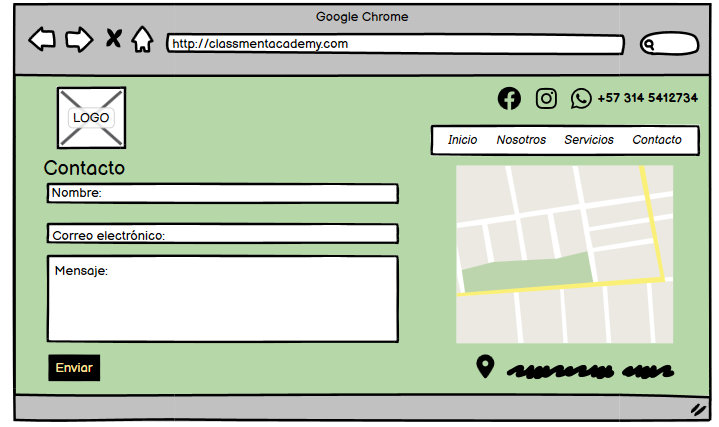 Google Chrome
http://classmentacademy.com
LOGO
+57 314 5412734
Inicio Nosotros Servicios Contacto
Contacto
Nombre:
Correo electrónico:
Mensaje:
Enviar